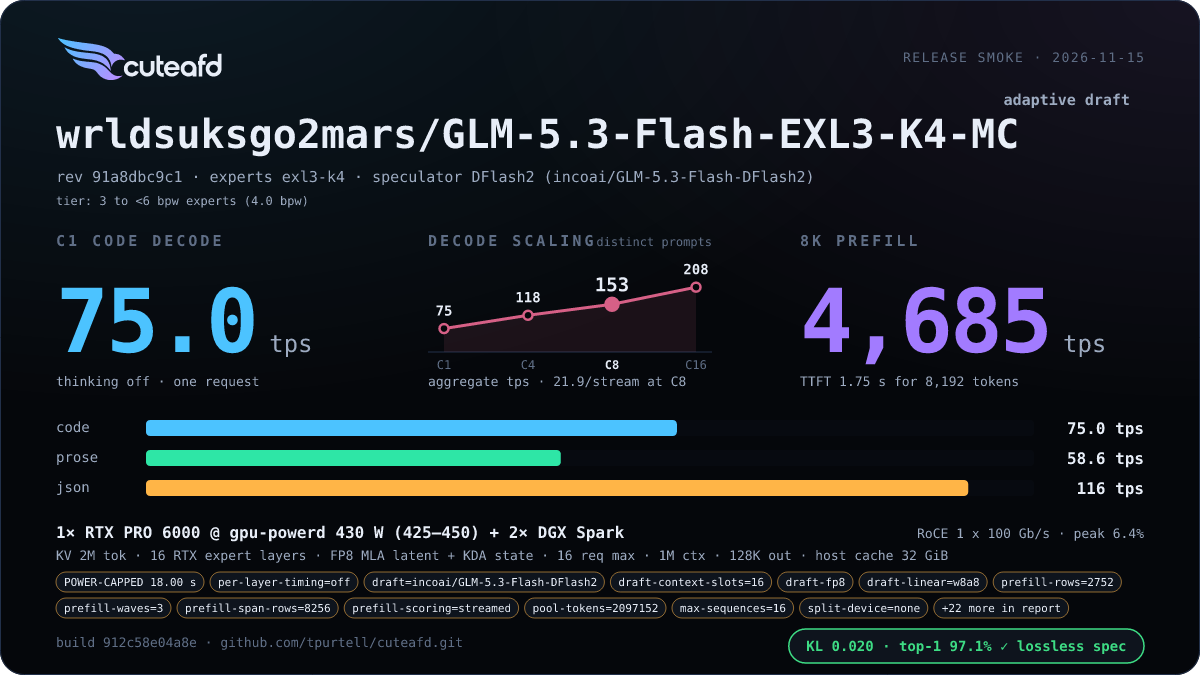 cuteafd
RELEASE SMOKE · 2026-11-15
adaptive draft
wrldsuksgo2mars/GLM-5.3-Flash-EXL3-K4-MC
rev 91a8dbc9c1 · experts exl3-k4 · speculator DFlash2 (incoai/GLM-5.3-Flash-DFlash2)
tier: 3 to <6 bpw experts (4.0 bpw)
C1 CODE DECODE
75.0 tps
thinking off · one request
DECODE SCALING distinct prompts
75 118 153 208
C1 C4 C8 C16
aggregate tps · 21.9/stream at C8
8K PREFILL
4,685 tps
TTFT 1.75 s for 8,192 tokens
code 75.0 tps
prose 58.6 tps
json 116 tps
1× RTX PRO 6000 @ gpu-powerd 430 W (425–450) + 2× DGX Spark
RoCE 1 x 100 Gb/s · peak 6.4%
KV 2M tok · 16 RTX expert layers · FP8 MLA latent + KDA state · 16 req max · 1M ctx · 128K out · host cache 32 GiB
POWER-CAPPED 18.00 s per-layer-timing=off draft=incoai/GLM-5.3-Flash-DFlash2 draft-context-slots=16 draft-fp8 draft-linear=w8a8 prefill-rows=2752
prefill-waves=3 prefill-span-rows=8256 prefill-scoring=streamed pool-tokens=2097152 max-sequences=16 split-device=none +22 more in report
build 912c58e04a8e · github.com/tpurtell/cuteafd.git
KL 0.020 · top-1 97.1% ✓ lossless spec